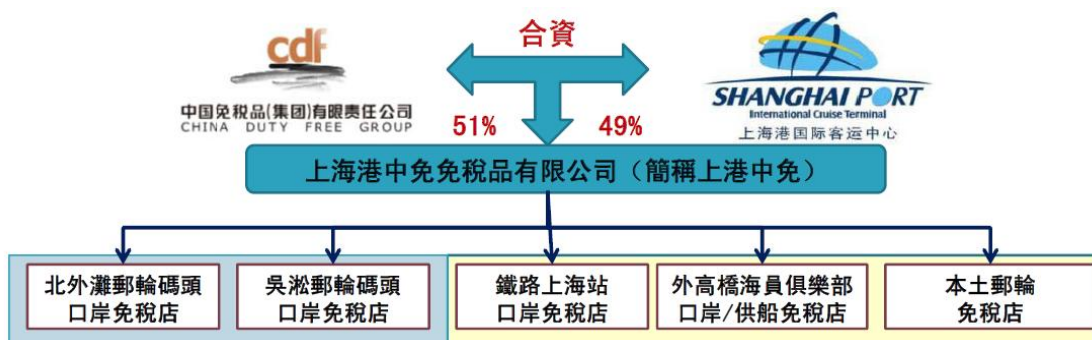 合資
cdf
中国免税品(集团)有限责任公司
CHINA DUTY FREE GROUP
SHANGHAI PORT
International Cruise Terminal
上海港国际客运中心
51%
49%
上海港中免免稅品有限公司（簡稱上港中免）
北外灘郵輪碼頭
口岸免稅店
吳淞郵輪碼頭
口岸免稅店
鐵路上海站
口岸免稅店
外高橋海員俱樂部
口岸/供船免稅店
本土郵輪
免稅店